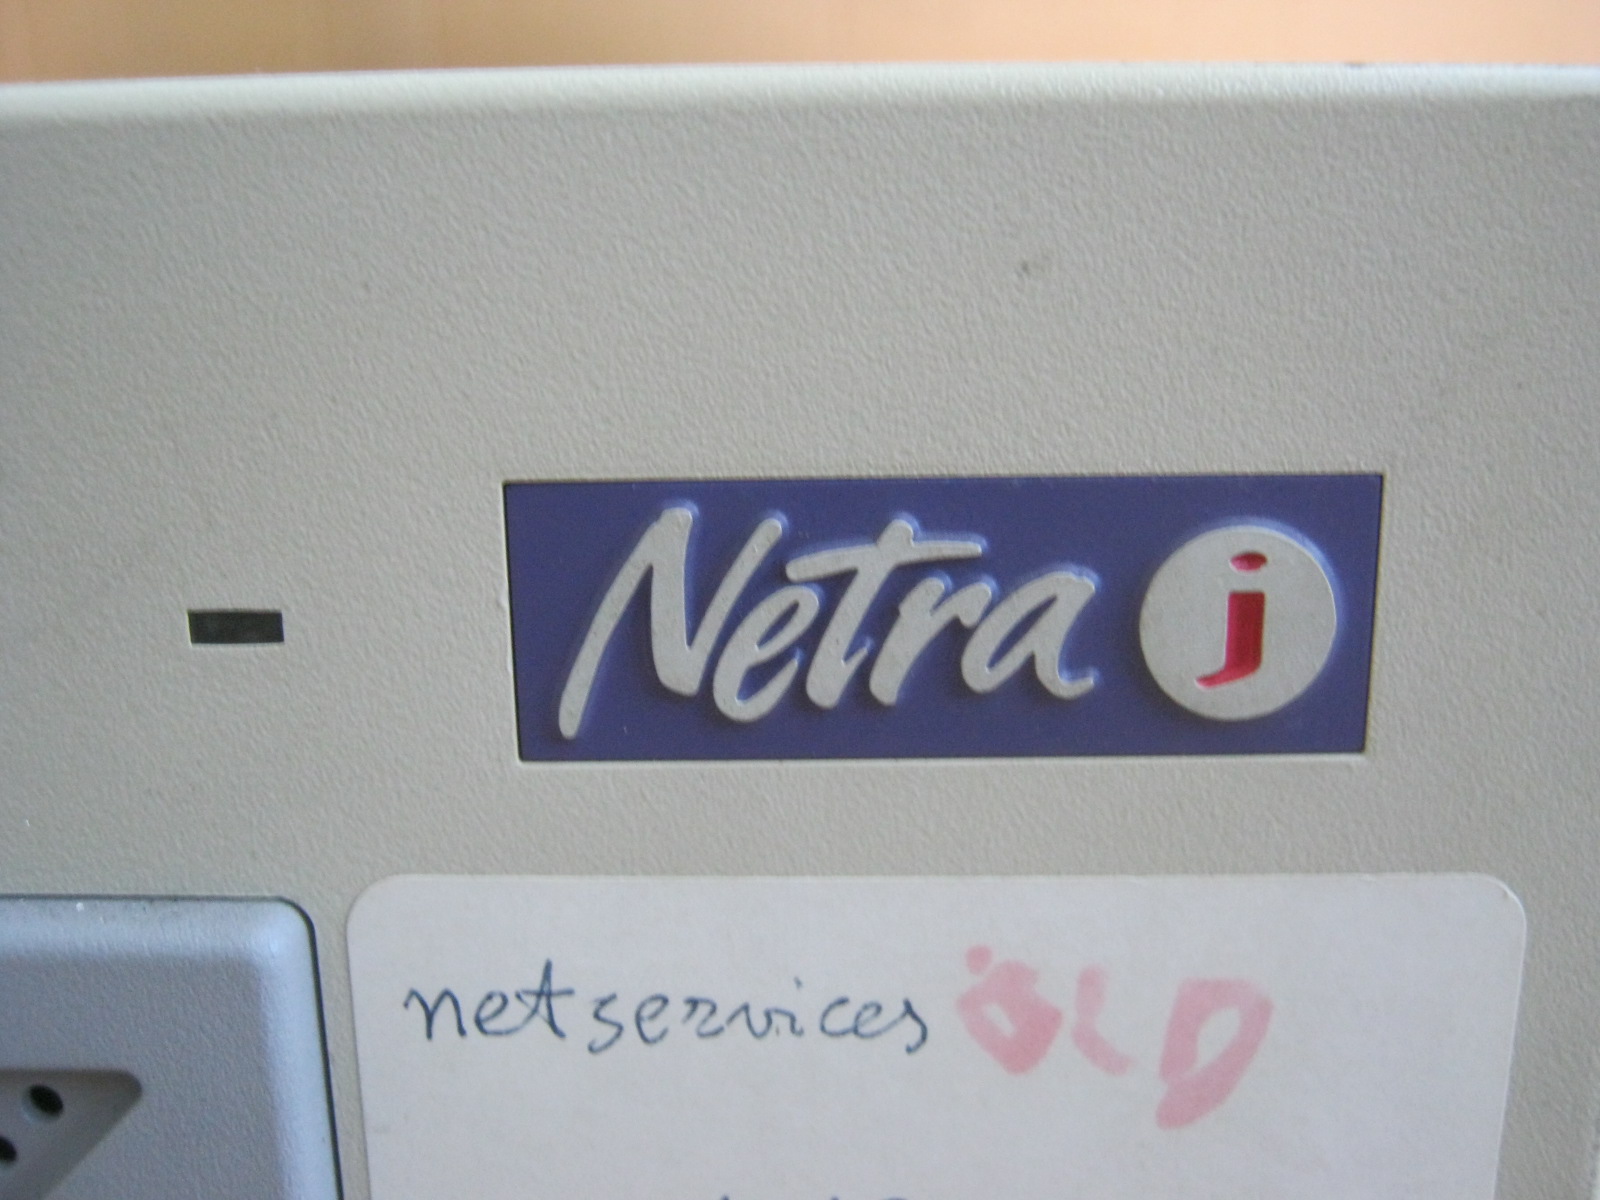 Netra j
netservices OLD